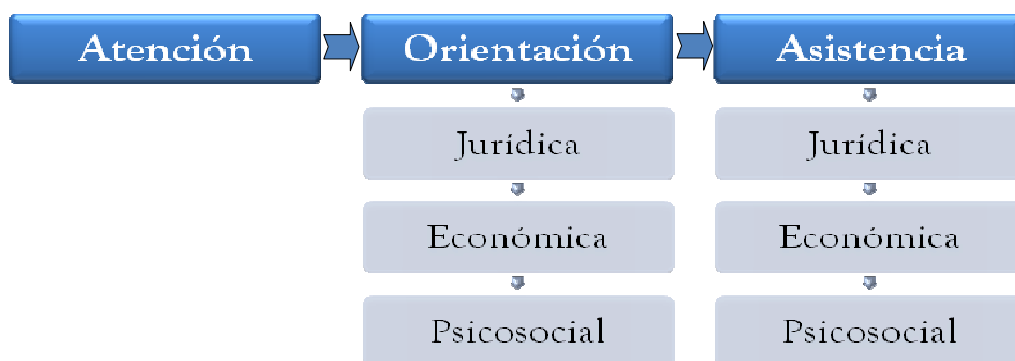 Atención
Orientación
Asistencia
Jurídica
Jurídica
Económica
Económica
Psicosocial
Psicosocial